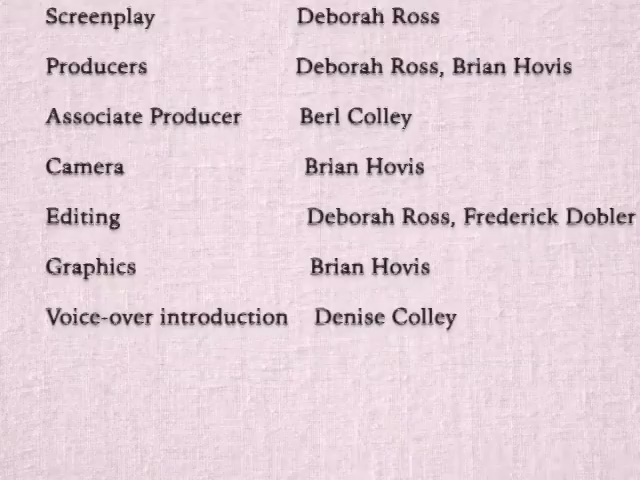 Screenplay Deborah Ross
Producers Deborah Ross, Brian Hovis
Associate Producer Berl Colley
Camera Brian Hovis
Editing Deborah Ross, Frederick Dobler
Graphics Brian Hovis
Voice-over introduction Denise Colley